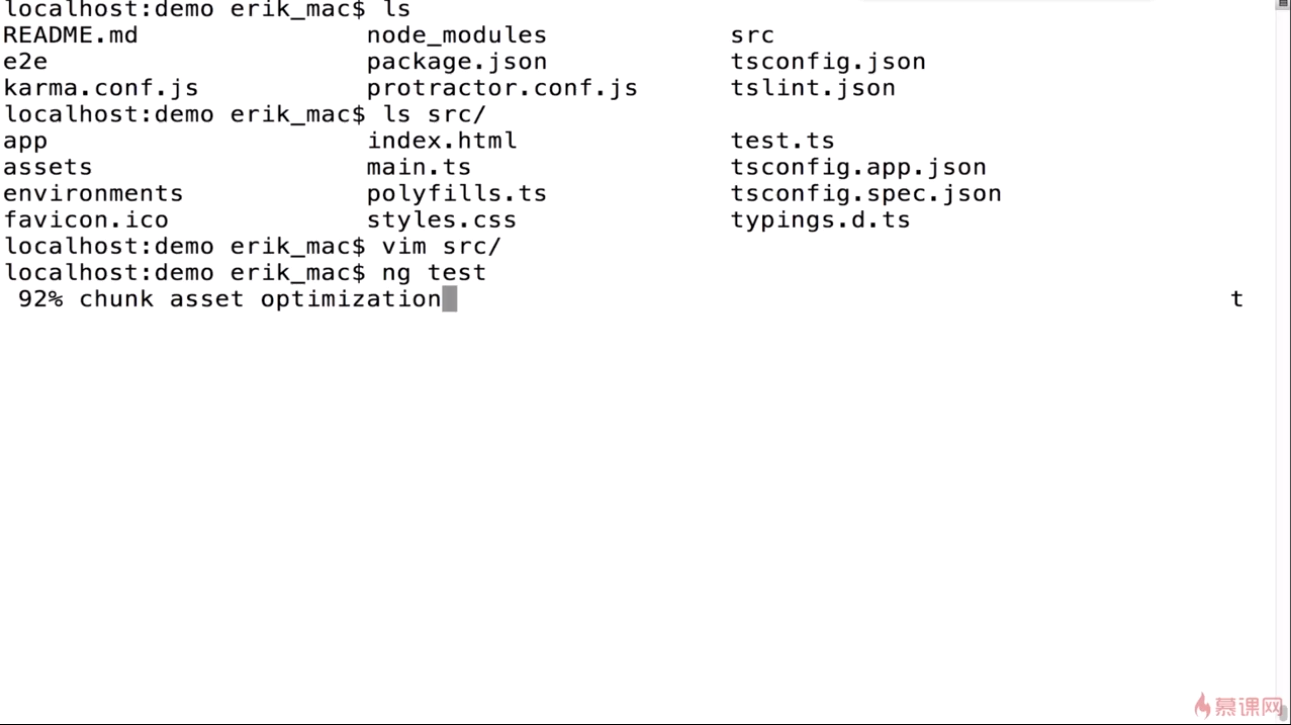 localhost:demo erik_mac$ ls
README.md node_modules src
e2e package.json tsconfig.json
karma.conf.js protractor.conf.js tslint.json
localhost:demo erik_mac$ ls src/
app index.html test.ts
assets main.ts tsconfig.app.json
environments polyfills.ts tsconfig.spec.json
favicon.ico styles.css typings.d.ts
localhost:demo erik_mac$ vim src/
localhost:demo erik_mac$ ng test
92% chunk asset optimization t
慕课网